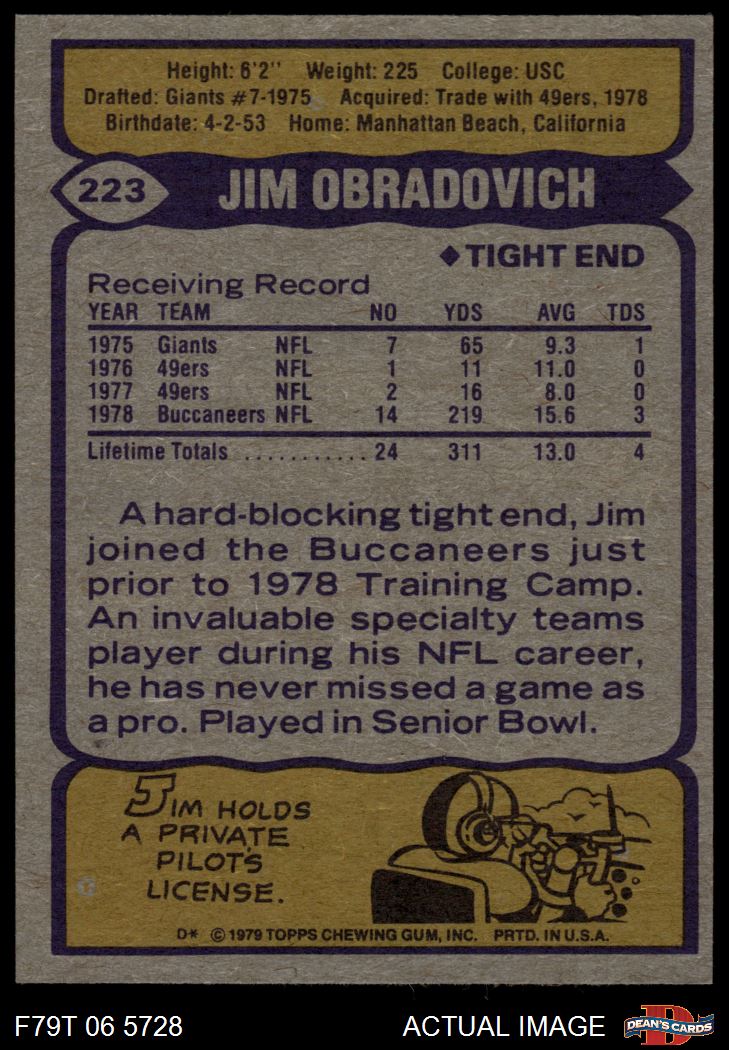 Height: 6'2" Weight: 225 College: USC
Drafted: Giants #7-1975 Acquired: Trade with 49ers, 1978
Birthdate: 4-2-53 Home: Manhattan Beach, California
223 JIM OBRADOVICH
◆TIGHT END
Receiving Record
YEAR TEAM NO YDS AVG TDS
1975 Giants NFL 7 65 9.3 1
1976 49ers NFL 1 11 11.0 0
1977 49ers NFL 2 16 8.0 0
1978 Buccaneers NFL 14 219 15.6 3
Lifetime Totals ........... 24 311 13.0 4
A hard-blocking tight end, Jim
joined the Buccaneers just
prior to 1978 Training Camp.
An invaluable specialty teams
player during his NFL career,
he has never missed a game as
a pro. Played in Senior Bowl.
JIM HOLDS
A PRIVATE
PILOT'S
LICENSE.
D* © 1979 TOPPS CHEWING GUM, INC. PRTD. IN U.S.A.
F79T 06 5728 ACTUAL IMAGE D DEAN'S CARDS